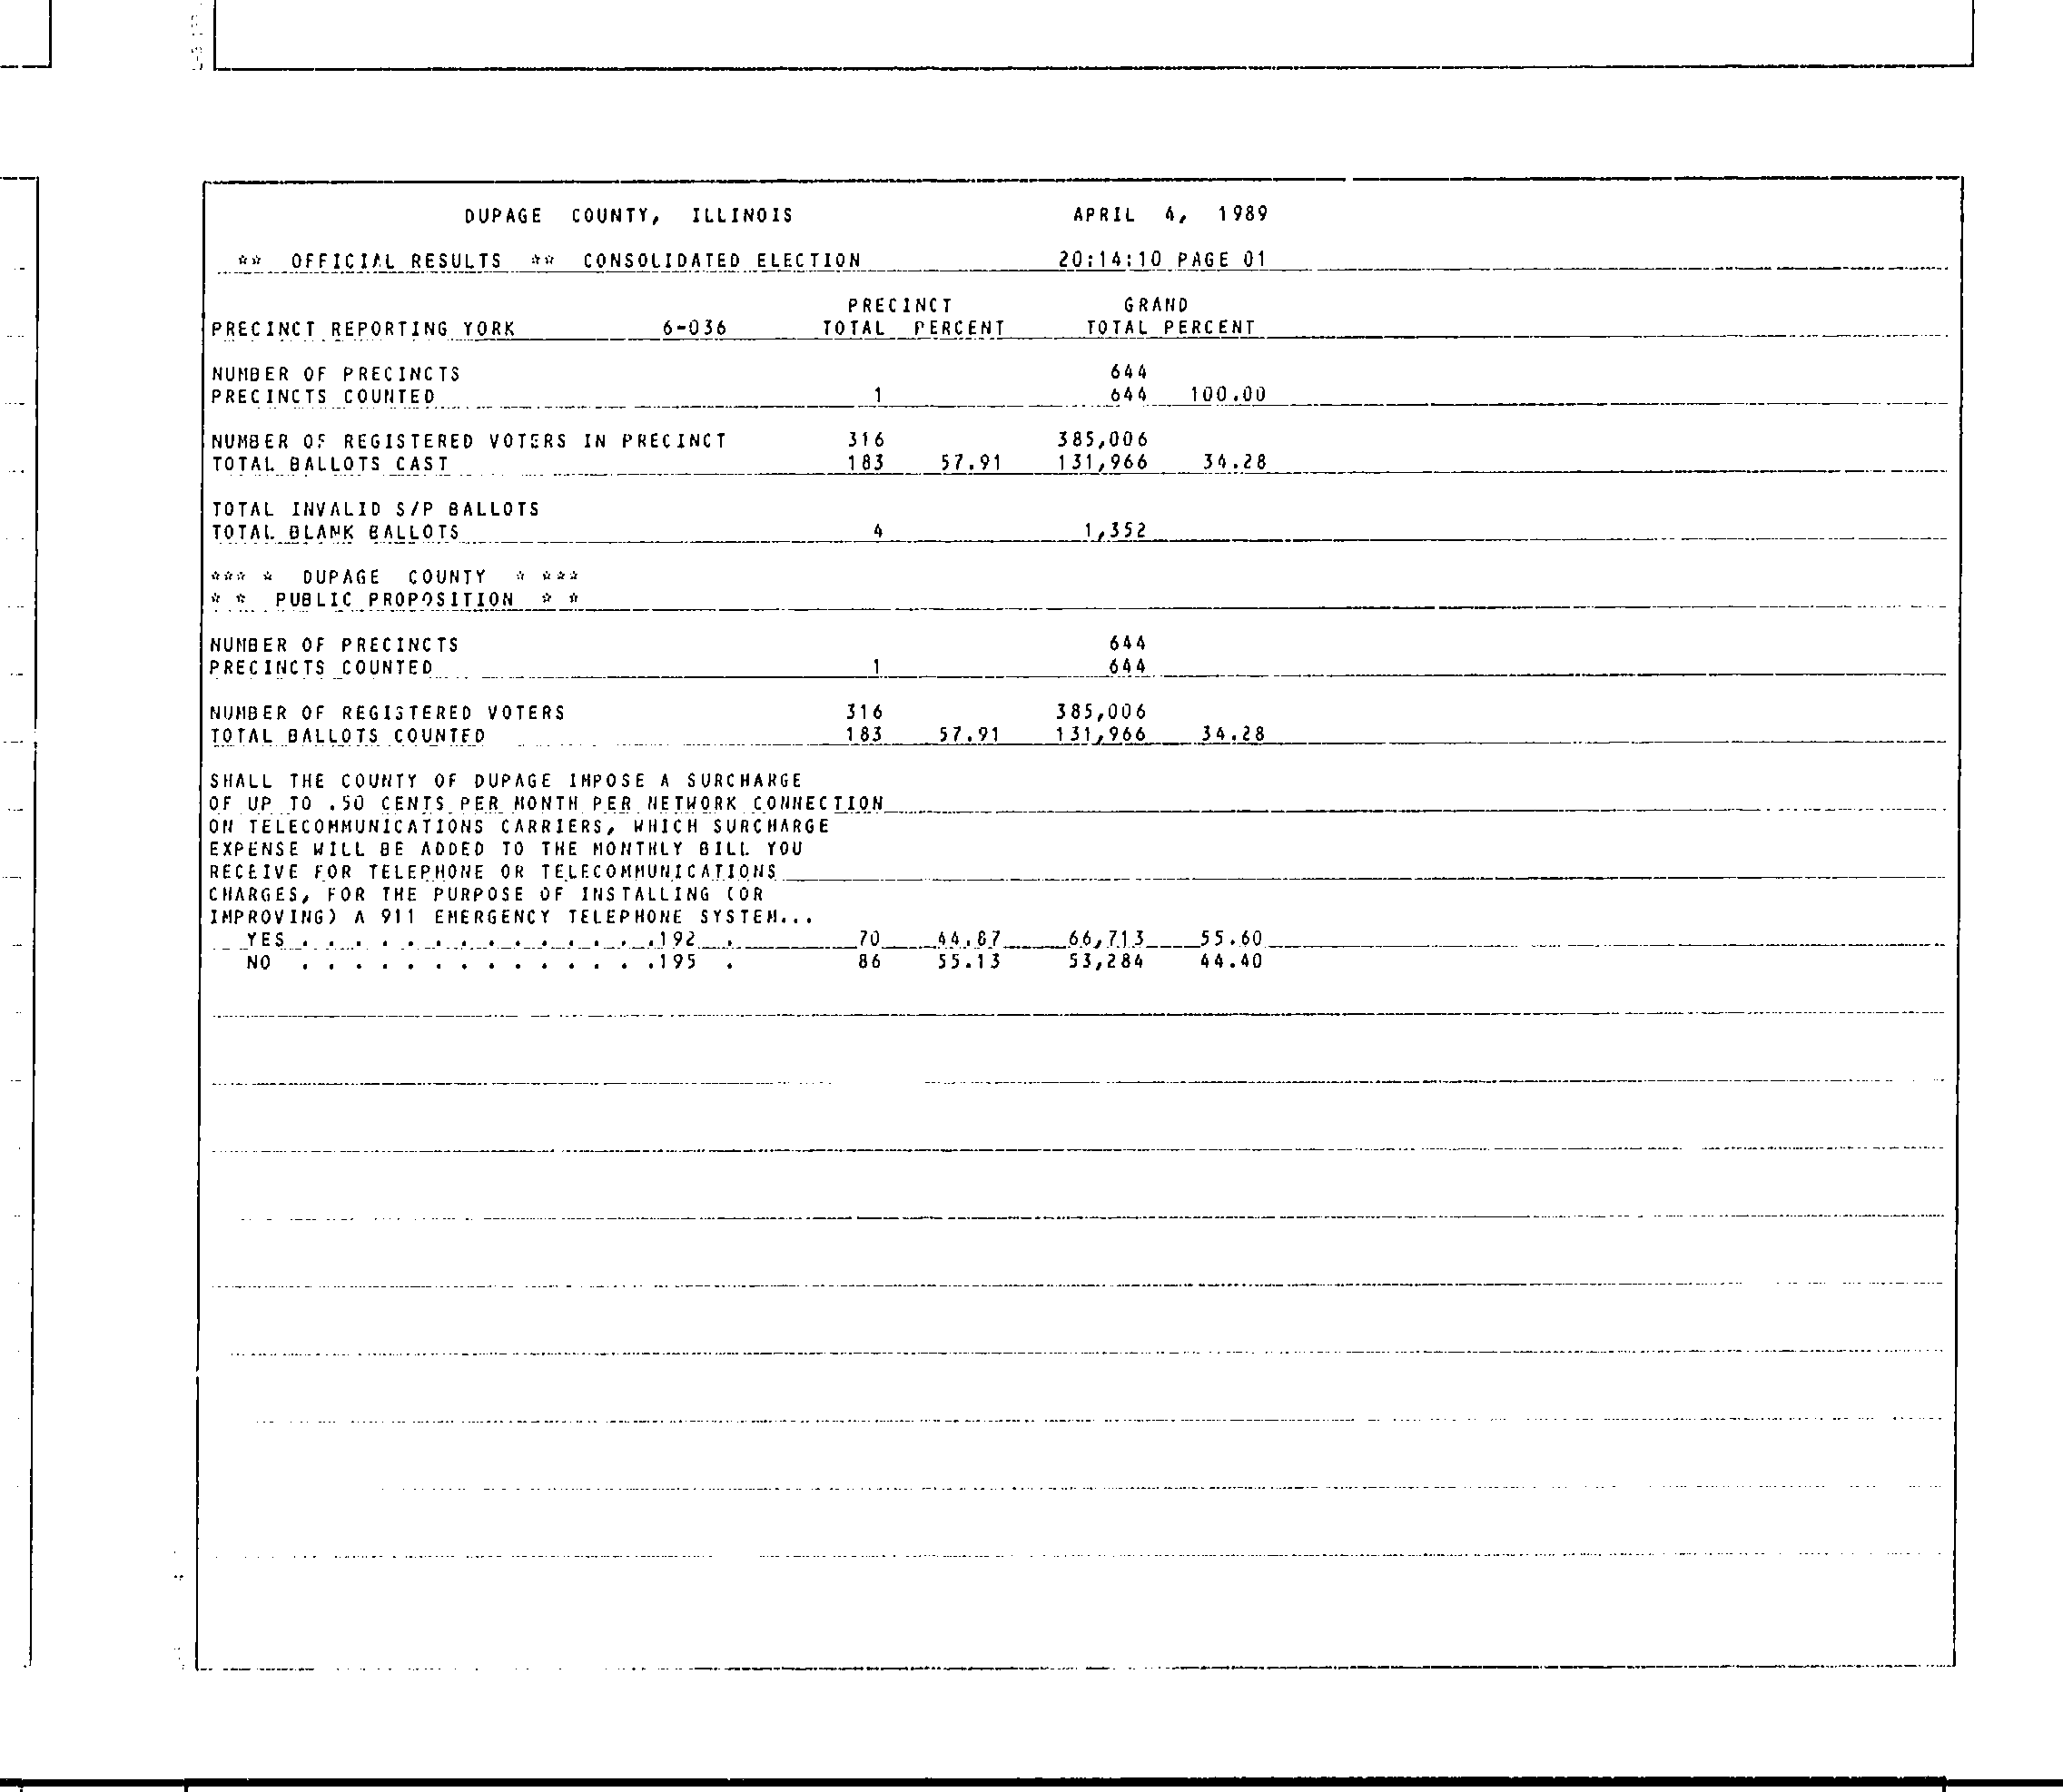 DUPAGE COUNTY, ILLINOIS APRIL 4, 1989
** OFFICIAL RESULTS ** CONSOLIDATED ELECTION 20:14:10 PAGE 01
PRECINCT GRAND
PRECINCT REPORTING YORK 6-036 TOTAL PERCENT TOTAL PERCENT
NUMBER OF PRECINCTS 644
PRECINCTS COUNTED 1 644 100.00
NUMBER OF REGISTERED VOTERS IN PRECINCT 316 385,006
TOTAL BALLOTS CAST 183 57.91 131,966 34.28
TOTAL INVALID S/P BALLOTS
TOTAL BLANK BALLOTS 4 1,352
*** * DUPAGE COUNTY * ***
* * PUBLIC PROPOSITION * *
NUMBER OF PRECINCTS 644
PRECINCTS COUNTED 1 644
NUMBER OF REGISTERED VOTERS 316 385,006
TOTAL BALLOTS COUNTED 183 57.91 131,966 34.28
SHALL THE COUNTY OF DUPAGE IMPOSE A SURCHARGE
OF UP TO .50 CENTS PER MONTH PER NETWORK CONNECTION
ON TELECOMMUNICATIONS CARRIERS, WHICH SURCHARGE
EXPENSE WILL BE ADDED TO THE MONTHLY BILL YOU
RECEIVE FOR TELEPHONE OR TELECOMMUNICATIONS
CHARGES, FOR THE PURPOSE OF INSTALLING (OR
IMPROVING) A 911 EMERGENCY TELEPHONE SYSTEM...
YES . . . . . . . . . . . . . .192 . 70 44.87 66,713 55.60
NO . . . . . . . . . . . . . .195 . 86 55.13 53,284 44.40